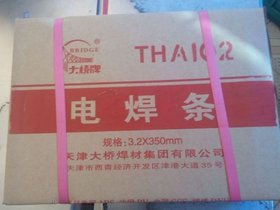 BRIDGE
大桥牌
THA102
电焊条
规格:3.2X350mm
天津大桥焊材集团有限公司
天津市西青经济开发区津港大道35号